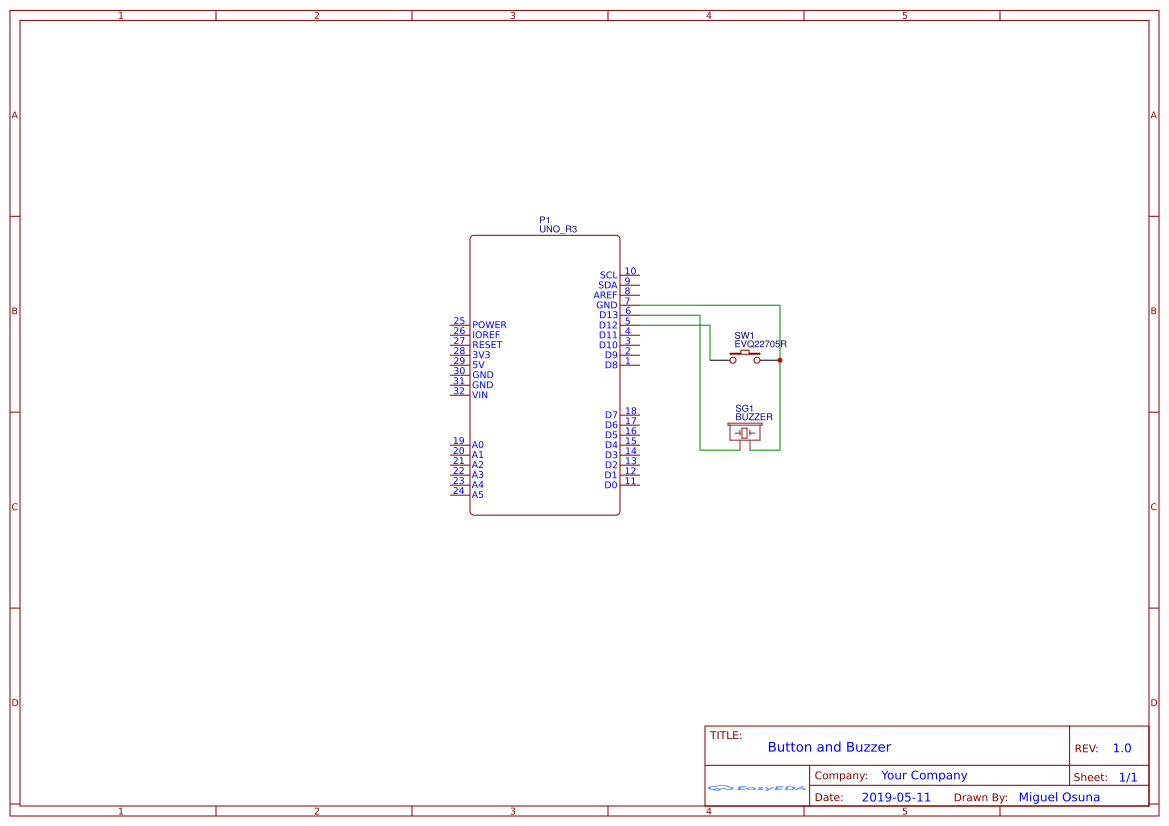 1 2 3 4 5
A A
P1
UNO_R3
SCL 10
SDA 9
AREF 8
B B
GND 7
D13 6
25 POWER D12 5
26 IOREF D11 4
27 RESET D10 3
28 3V3 D9 2
29 5V D8 1
30 GND
31 GND
32 VIN
SW1
EVQ22705R
SG1
BUZZER
D7 18
D6 17
D5 16
19 A0 D4 15
20 A1 D3 14
21 A2 D2 13
22 A3 D1 12
23 A4 D0 11
24 A5
C C
D D
TITLE:
Button and Buzzer
REV: 1.0
EasyEDA
Company: Your Company
Sheet: 1/1
Date: 2019-05-11 Drawn By: Miguel Osuna
1 2 3 4 5